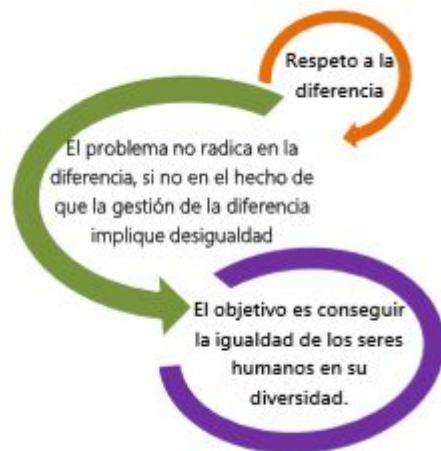 Respeto a la
diferencia
El problema no radica en la
diferencia, si no en el hecho de
que la gestión de la diferencia
implique desigualdad
El objetivo es conseguir
la igualdad de los seres
humanos en su
diversidad.